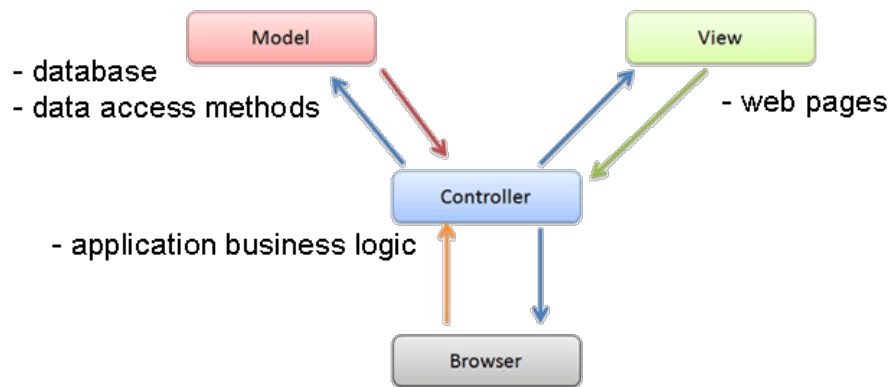 Model
View
- database
- data access methods
- web pages
Controller
- application business logic
Browser